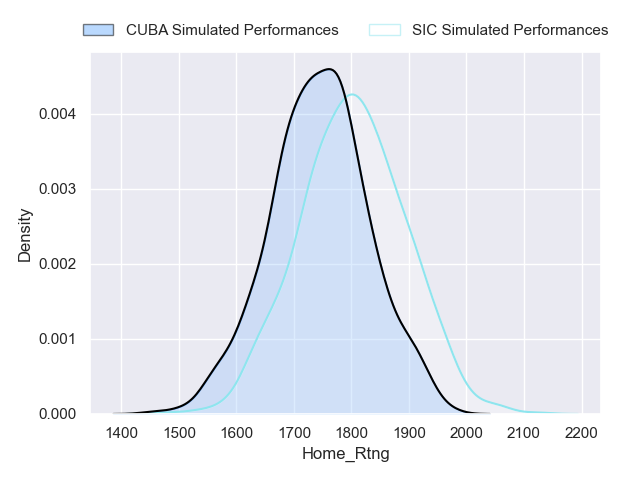 CUBA Simulated Performances SIC Simulated Performances
0.004
0.003
0.002
0.001
0.000
Density
1400 1500 1600 1700 1800 1900 2000 2100 2200
Home_Rtng